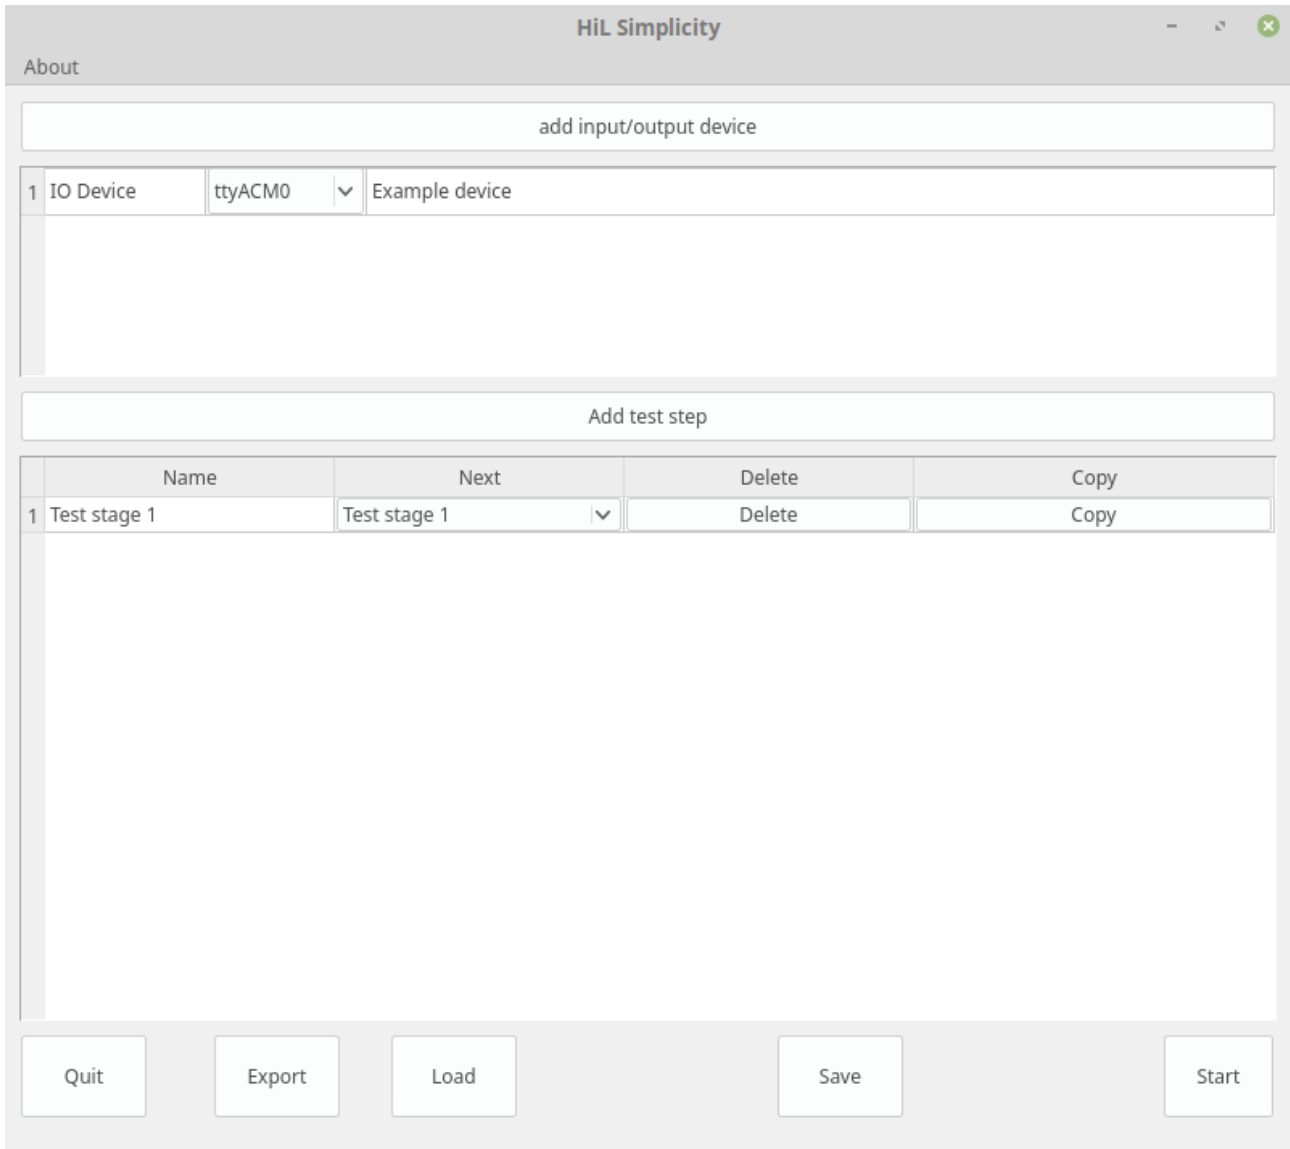 HiL Simplicity
About
add input/output device
1 IO Device ttyACM0 Example device
Add test step
Name Next Delete Copy
1 Test stage 1 Test stage 1 Delete Copy
Quit Export Load Save Start